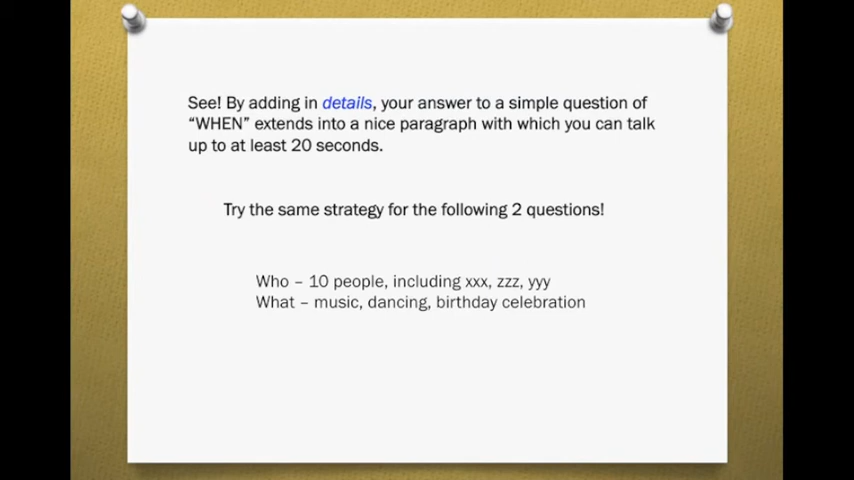 See! By adding in details, your answer to a simple question of
“WHEN” extends into a nice paragraph with which you can talk
up to at least 20 seconds.
Try the same strategy for the following 2 questions!
Who – 10 people, including xxx, zzz, yyy
What – music, dancing, birthday celebration